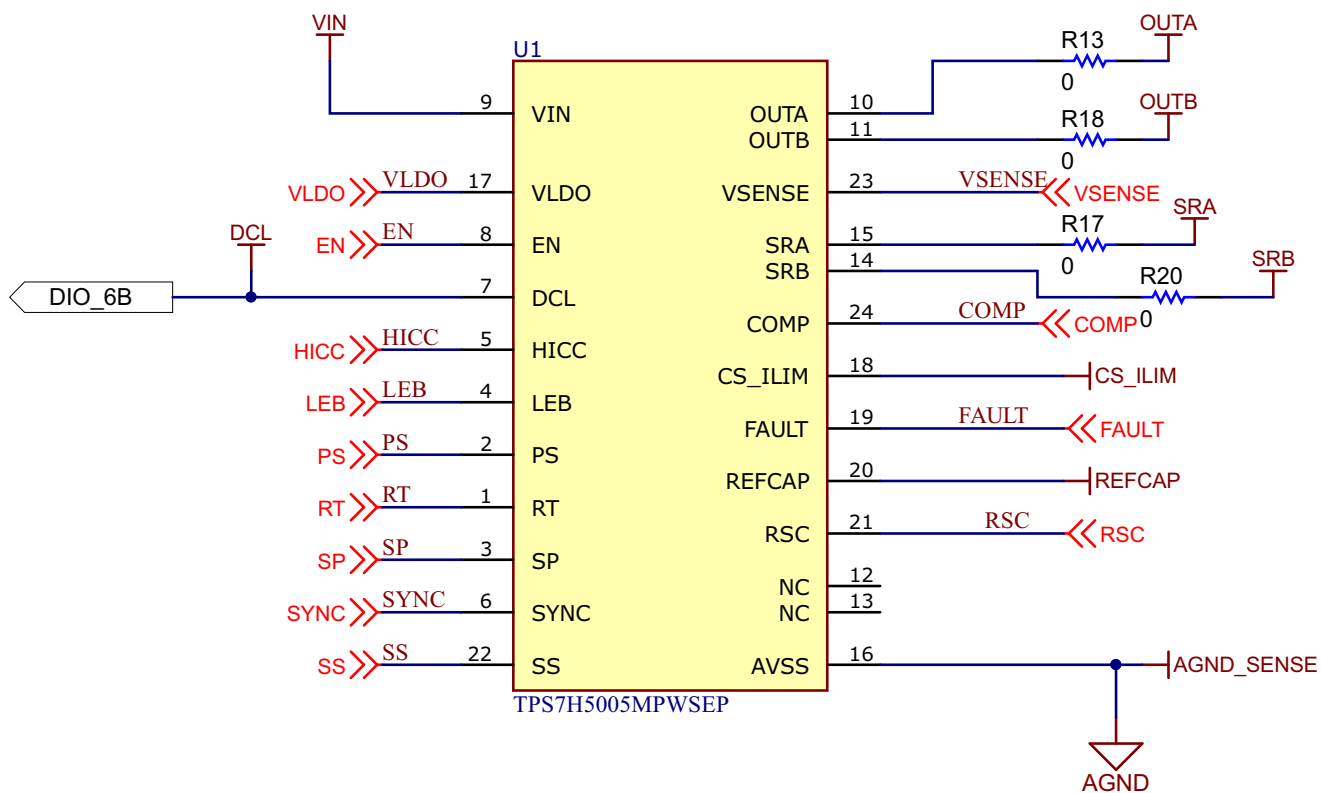 VIN
OUTA
R13
U1
0
9
VIN
OUTA
10
OUTB
R18
OUTB
11
0
VLDO
VLDO
17
VLDO
VSENSE
23
VSENSE
VSENSE
SRA
DCL
EN
EN
8
EN
SRA
15
R17
0
SRB
14
SRB
R20
0
DIO_6B
7
DCL
COMP
24
COMP
COMP
HICC
HICC
5
HICC
CS_ILIM
18
CS_ILIM
LEB
LEB
4
LEB
FAULT
19
FAULT
FAULT
PS
PS
2
PS
REFCAP
20
REFCAP
RT
RT
1
RT
RSC
21
RSC
RSC
SP
SP
3
SP
NC
12
SYNC
SYNC
6
SYNC
NC
13
SS
SS
22
SS
AVSS
16
AGND_SENSE
TPS7H5005MPWSEP
AGND